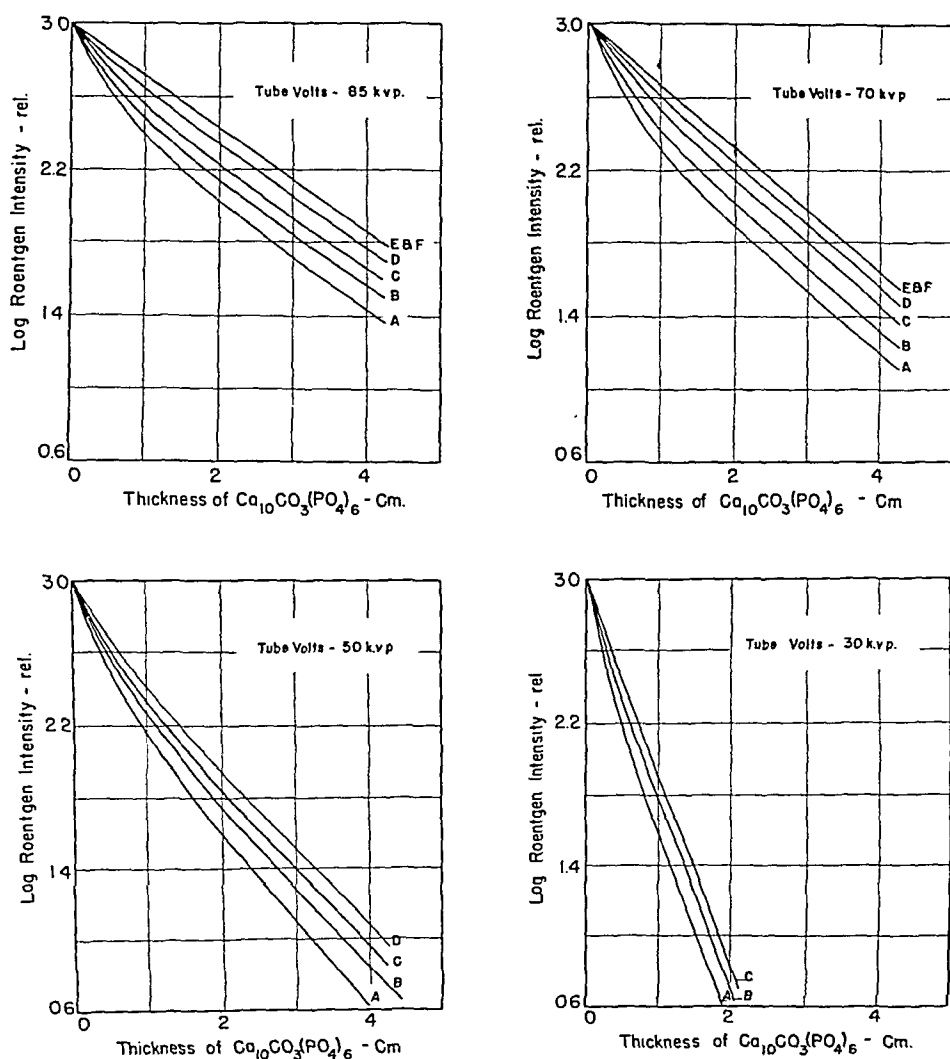 3.0
2.2
1.4
0.6
Log Roentgen Intensity - rel.
Tube Volts - 85 k.v.p.
E&F
D
C
B
A
0 2 4
Thickness of Ca10CO3(PO4)6 - Cm.
3.0
2.2
1.4
0.6
Log Roentgen Intensity - rel.
Tube Volts - 70 kvp
E&F
D
C
B
A
0 2 4
Thickness of Ca10CO3(PO4)6 - Cm
3.0
2.2
1.4
0.6
Log Roentgen Intensity - rel.
Tube Volts - 50 k.v.p.
D
C
B
A
0 2 4
Thickness of Ca10CO3(PO4)6 - Cm
3.0
2.2
1.4
0.6
Log Roentgen Intensity - rel
Tube Volts - 30 k.v.p.
C
A B
0 2 4
Thickness of Ca10CO3(PO4)6 - Cm.